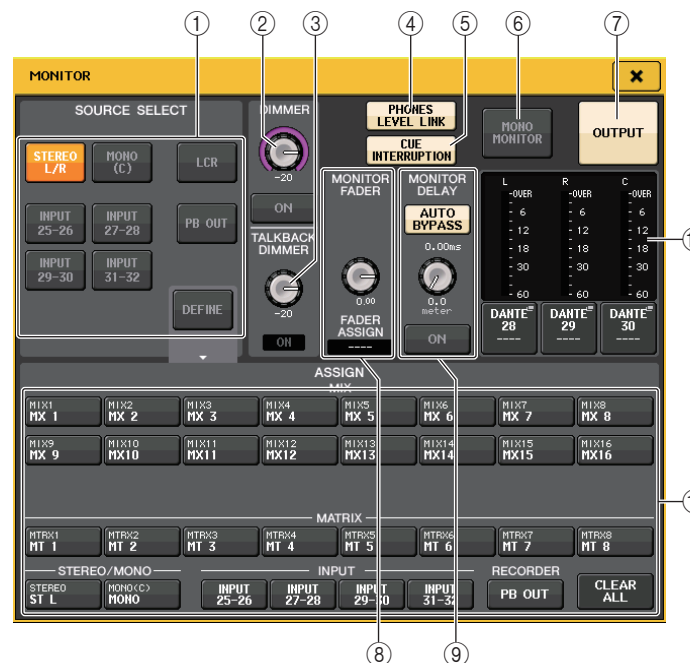 ① ② ③ ④ ⑤ ⑥ ⑦
MONITOR
SOURCE SELECT
STEREO L/R
MONO (C)
LCR
INPUT 25-26
INPUT 27-28
PB OUT
INPUT 29-30
INPUT 31-32
DEFINE
DIMMER
-20
ON
TALKBACK DIMMER
-20
ON
PHONES LEVEL LINK
CUE INTERRUPTION
MONO MONITOR
OUTPUT
MONITOR FADER
0.00
FADER ASSIGN
----
MONITOR DELAY
AUTO BYPASS
0.00ms
0.0
meter
ON
L R C
-OVER -OVER -OVER
- 6 - 6 - 6
- 12 - 12 - 12
- 18 - 18 - 18
- 30 - 30 - 30
- 60 - 60 - 60
DANTE 28 ----
DANTE 29 ----
DANTE 30 ----
ASSIGN
MIX
MIX1 MIX2 MIX3 MIX4 MIX5 MIX6 MIX7 MIX8
MX 1 MX 2 MX 3 MX 4 MX 5 MX 6 MX 7 MX 8
MIX9 MIX10 MIX11 MIX12 MIX13 MIX14 MIX15 MIX16
MX 9 MX10 MX11 MX12 MX13 MX14 MX15 MX16
MATRIX
MTRX1 MTRX2 MTRX3 MTRX4 MTRX5 MTRX6 MTRX7 MTRX8
MT 1 MT 2 MT 3 MT 4 MT 5 MT 6 MT 7 MT 8
STEREO/MONO INPUT RECORDER
STEREO ST L
MONO(C) MONO
INPUT 25-26
INPUT 27-28
INPUT 29-30
INPUT 31-32
PB OUT
CLEAR ALL
⑧ ⑨